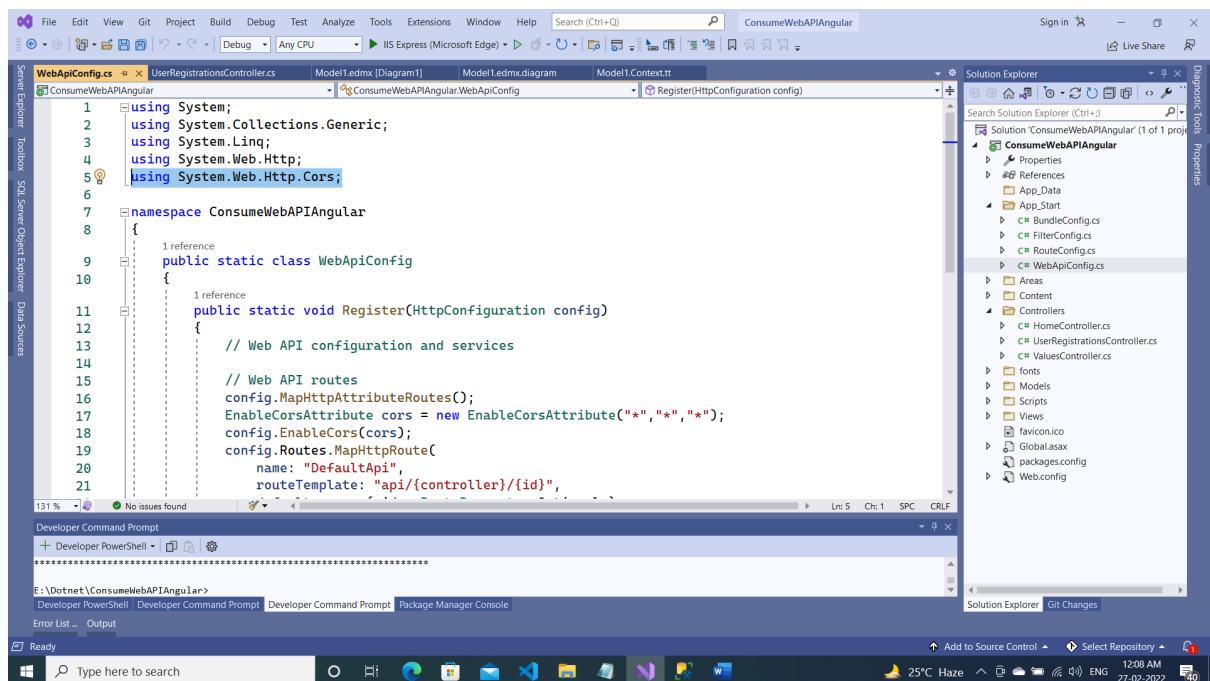 File Edit View Git Project Build Debug Test Analyze Tools Extensions Window Help Search (Ctrl+Q) ConsumeWebAPIAngular Sign in
Debug Any CPU IIS Express (Microsoft Edge) Live Share
WebApiConfig.cs UserRegistrationsController.cs Model1.edmx [Diagram1] Model1.edmx.diagram Model1.Context.tt
ConsumeWebAPIAngular ConsumeWebAPIAngular.WebApiConfig Register(HttpConfiguration config)
1 using System;
2 using System.Collections.Generic;
3 using System.Linq;
4 using System.Web.Http;
5 using System.Web.Http.Cors;
6
7 namespace ConsumeWebAPIAngular
8 {
1 reference
9 public static class WebApiConfig
10 {
1 reference
11 public static void Register(HttpConfiguration config)
12 {
13 // Web API configuration and services
14
15 // Web API routes
16 config.MapHttpAttributeRoutes();
17 EnableCorsAttribute cors = new EnableCorsAttribute("*","*","*");
18 config.EnableCors(cors);
19 config.Routes.MapHttpRoute(
20 name: "DefaultApi",
21 routeTemplate: "api/{controller}/{id}",
131 % No issues found Ln: 5 Ch: 1 SPC CRLF
Developer Command Prompt
Developer PowerShell
E:\Dotnet\ConsumeWebAPIAngular>
Developer PowerShell Developer Command Prompt Developer Command Prompt Package Manager Console
Error List ... Output
Server Explorer
Toolbox
SQL Server Object Explorer
Data Sources
Solution Explorer
Search Solution Explorer (Ctrl+;)
Solution 'ConsumeWebAPIAngular' (1 of 1 proje
ConsumeWebAPIAngular
Properties
References
App_Data
App_Start
C# BundleConfig.cs
C# FilterConfig.cs
C# RouteConfig.cs
C# WebApiConfig.cs
Areas
Content
Controllers
C# HomeController.cs
C# UserRegistrationsController.cs
C# ValuesController.cs
fonts
Models
Scripts
Views
favicon.ico
Global.asax
packages.config
Web.config
Solution Explorer Git Changes
Diagnostic Tools
Properties
Ready Add to Source Control Select Repository 1
Type here to search 25°C Haze ENG 12:08 AM
27-02-2022 40